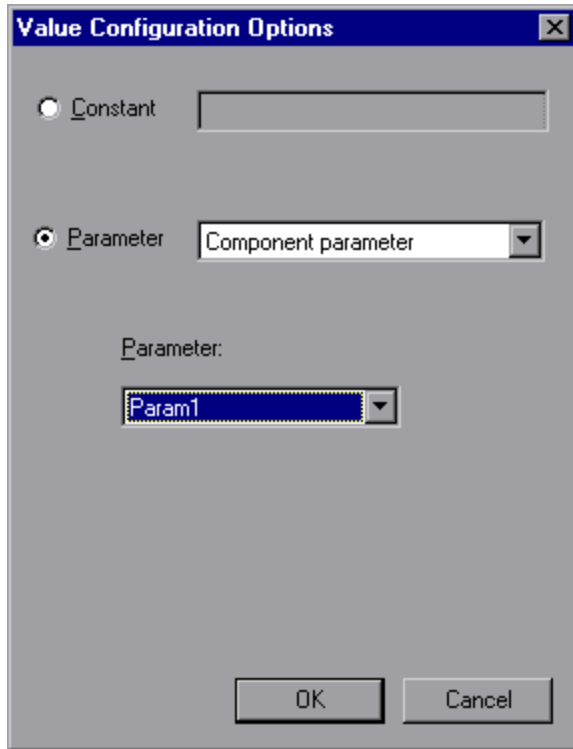 Value Configuration Options
Constant
Parameter Component parameter
Parameter:
Param1
OK Cancel